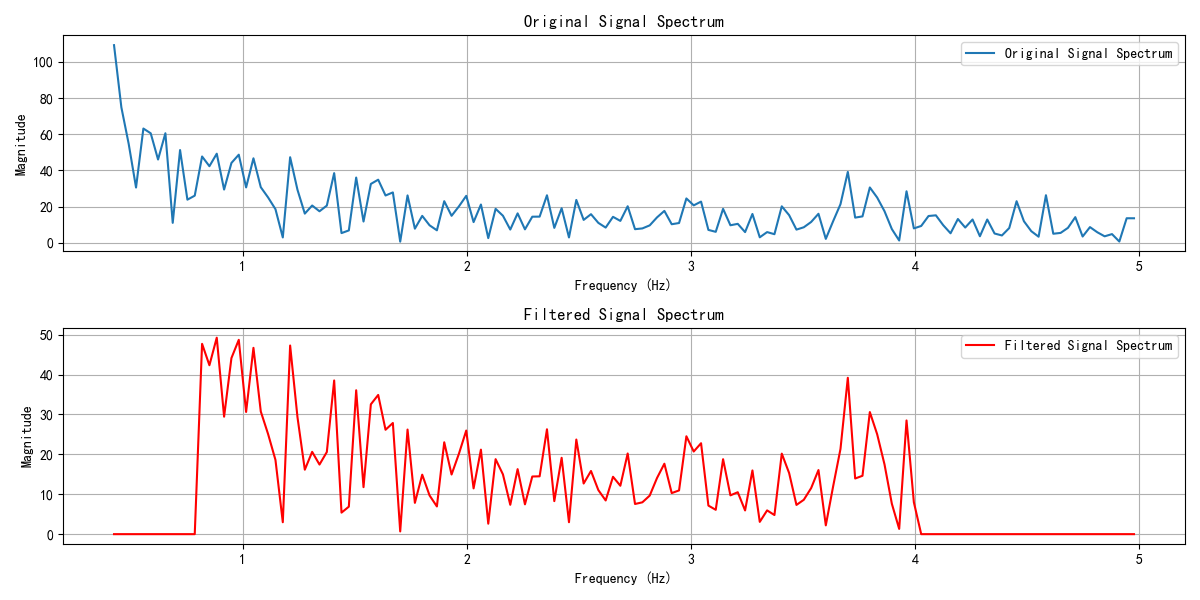 Original Signal Spectrum
Original Signal Spectrum
100
80
60
40
20
0
Magnitude
1 2 3 4 5
Frequency (Hz)
Filtered Signal Spectrum
Filtered Signal Spectrum
50
40
30
20
10
0
Magnitude
1 2 3 4 5
Frequency (Hz)